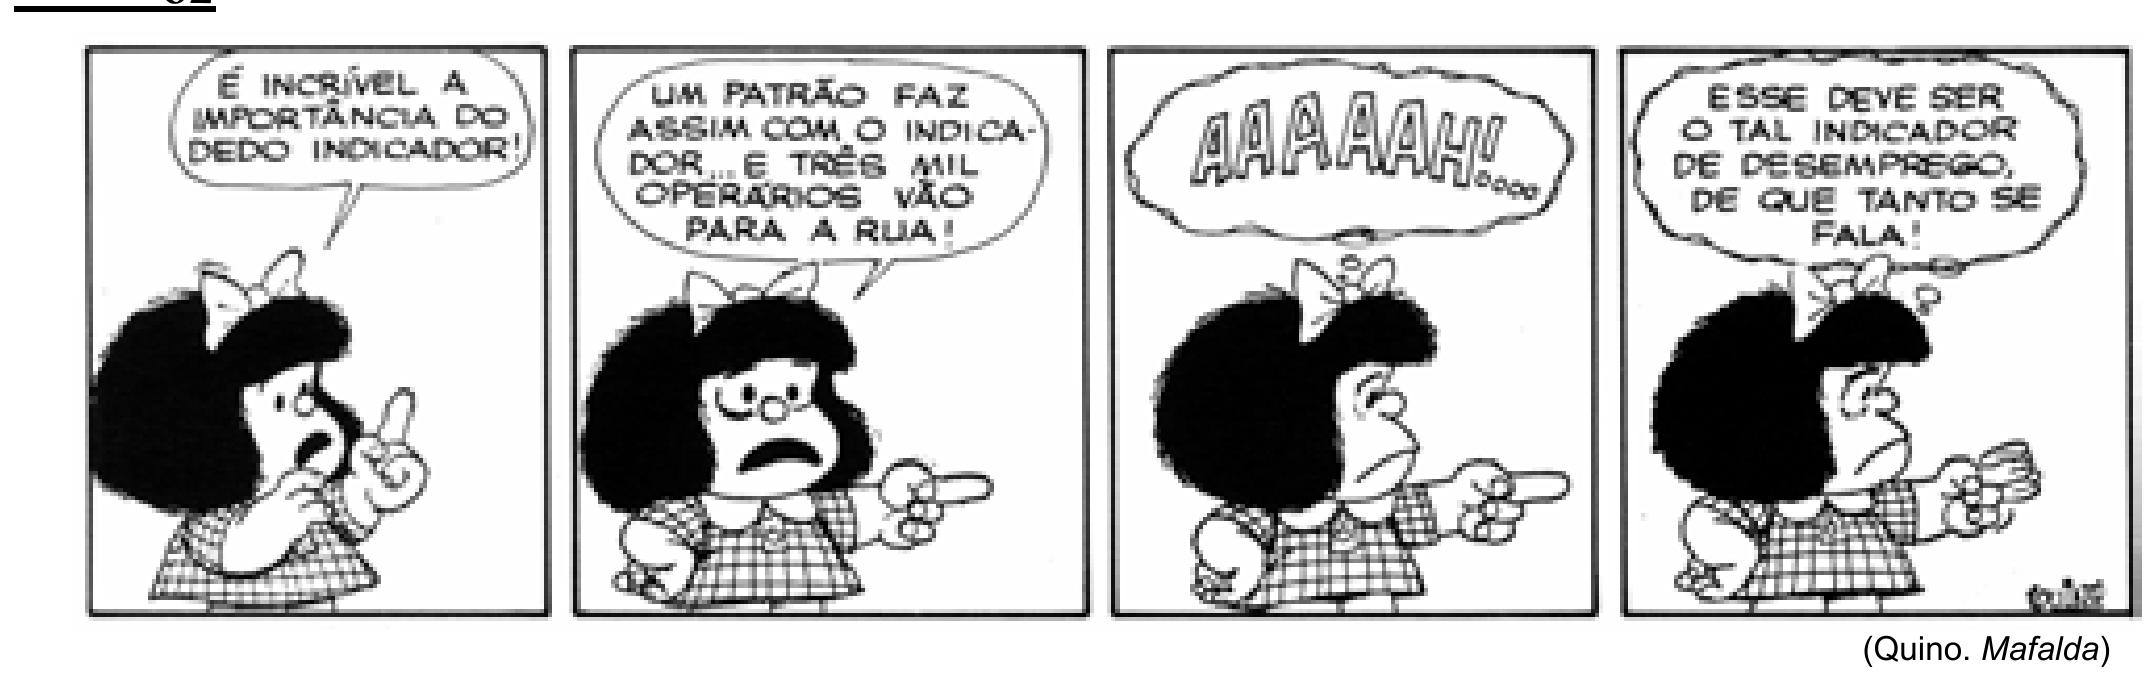 É INCRÍVEL A
IMPORTÂNCIA DO
DEDO INDICADOR!
UM PATRÃO FAZ
ASSIM COM O INDICA-
DOR... E TRÊS MIL
OPERÁRIOS VÃO
PARA A RUA!
AAAAAH!....
ESSE DEVE SER
O TAL INDICADOR
DE DESEMPREGO,
DE QUE TANTO SE
FALA!
QUINO
(Quino. Mafalda)